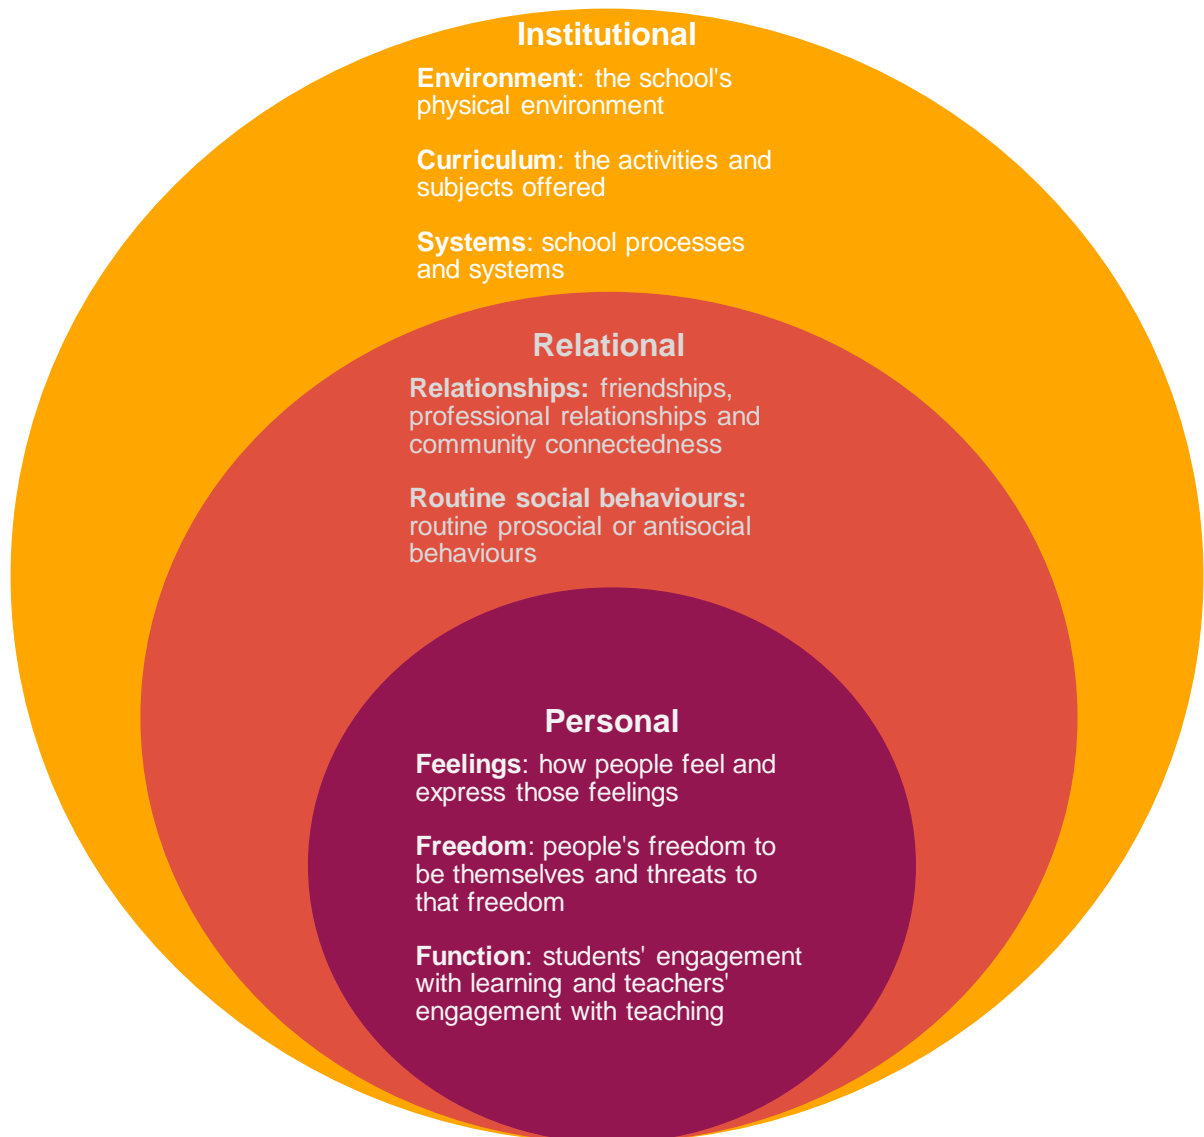 Institutional
Environment: the school's
physical environment
Curriculum: the activities and
subjects offered
Systems: school processes
and systems
Relational
Relationships: friendships,
professional relationships and
community connectedness
Routine social behaviours:
routine prosocial or antisocial
behaviours
Personal
Feelings: how people feel and
express those feelings
Freedom: people's freedom to
be themselves and threats to
that freedom
Function: students' engagement
with learning and teachers'
engagement with teaching